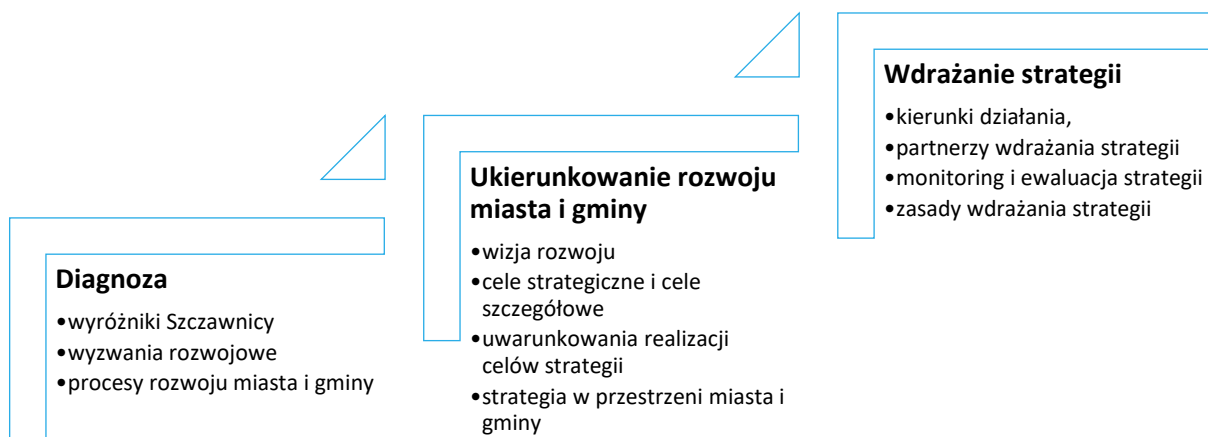 Diagnoza
•wyróżniki Szczawnicy
•wyzwania rozwojowe
•procesy rozwoju miasta i gminy
Ukierunkowanie rozwoju
miasta i gminy
•wizja rozwoju
•cele strategiczne i cele
szczegółowe
•uwarunkowania realizacji
celów strategii
•strategia w przestrzeni miasta i
gminy
Wdrażanie strategii
•kierunki działania,
•partnerzy wdrażania strategii
•monitoring i ewaluacja strategii
•zasady wdrażania strategii